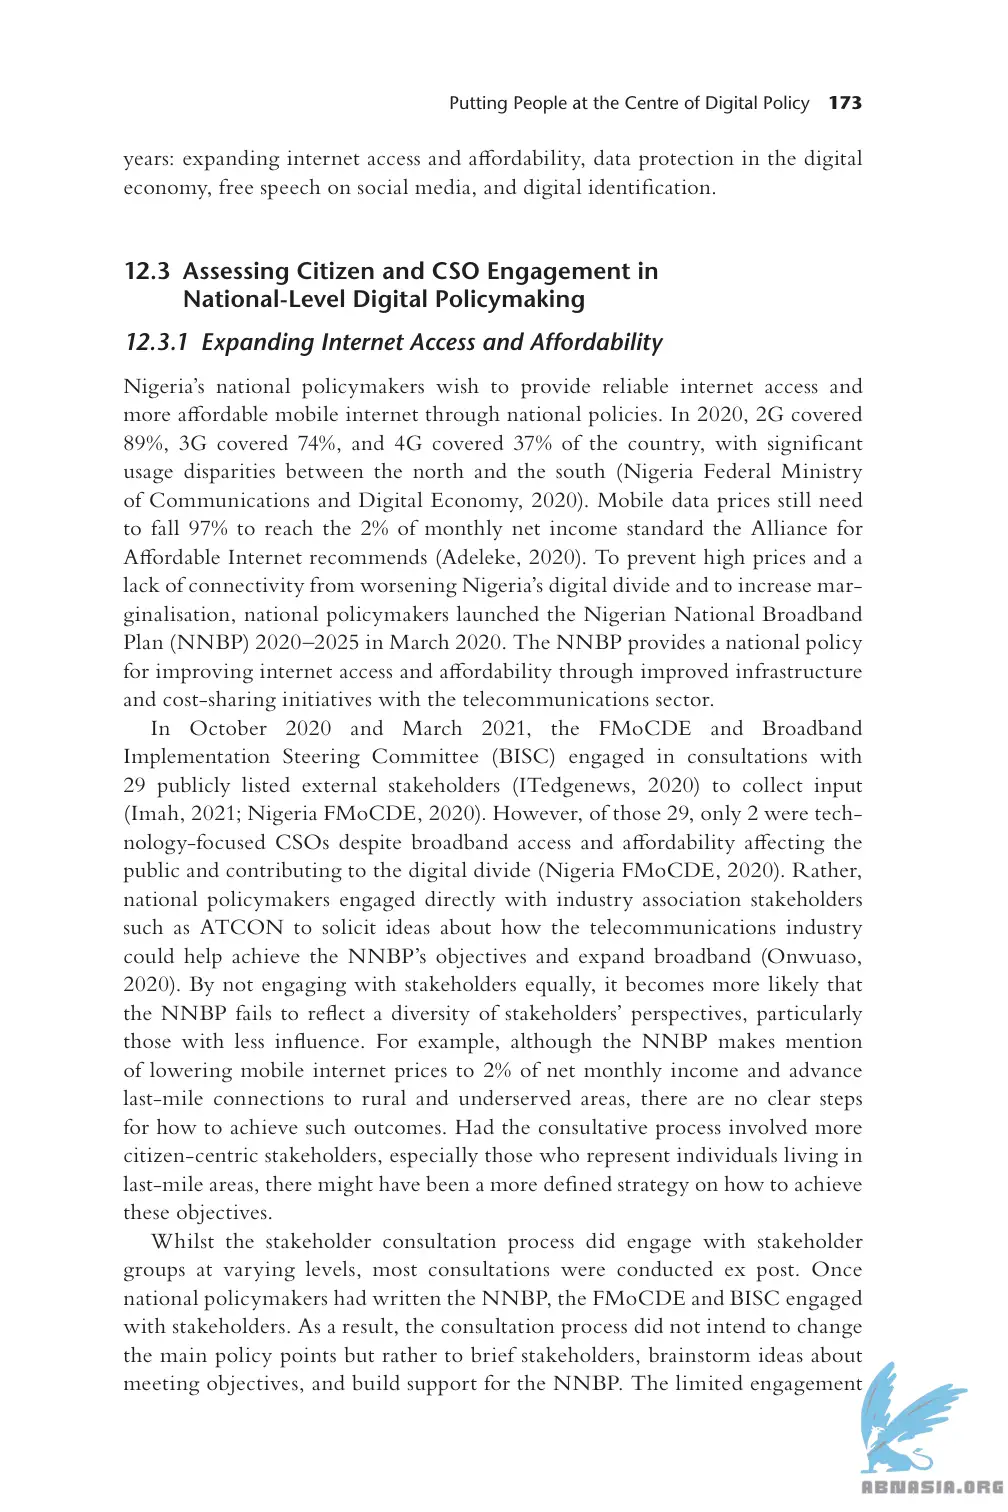 Putting People at the Centre of Digital Policy 173
years: expanding internet access and affordability, data protection in the digital
economy, free speech on social media, and digital identification.
12.3 Assessing Citizen and CSO Engagement in
National-Level Digital Policymaking
12.3.1 Expanding Internet Access and Affordability
Nigeria’s national policymakers wish to provide reliable internet access and
more affordable mobile internet through national policies. In 2020, 2G covered
89%, 3G covered 74%, and 4G covered 37% of the country, with significant
usage disparities between the north and the south (Nigeria Federal Ministry
of Communications and Digital Economy, 2020). Mobile data prices still need
to fall 97% to reach the 2% of monthly net income standard the Alliance for
Affordable Internet recommends (Adeleke, 2020). To prevent high prices and a
lack of connectivity from worsening Nigeria’s digital divide and to increase mar-
ginalisation, national policymakers launched the Nigerian National Broadband
Plan (NNBP) 2020–2025 in March 2020. The NNBP provides a national policy
for improving internet access and affordability through improved infrastructure
and cost-sharing initiatives with the telecommunications sector.
In October 2020 and March 2021, the FMoCDE and Broadband
Implementation Steering Committee (BISC) engaged in consultations with
29 publicly listed external stakeholders (ITedgenews, 2020) to collect input
(Imah, 2021; Nigeria FMoCDE, 2020). However, of those 29, only 2 were tech-
nology-focused CSOs despite broadband access and affordability affecting the
public and contributing to the digital divide (Nigeria FMoCDE, 2020). Rather,
national policymakers engaged directly with industry association stakeholders
such as ATCON to solicit ideas about how the telecommunications industry
could help achieve the NNBP’s objectives and expand broadband (Onwuaso,
2020). By not engaging with stakeholders equally, it becomes more likely that
the NNBP fails to reflect a diversity of stakeholders’ perspectives, particularly
those with less influence. For example, although the NNBP makes mention
of lowering mobile internet prices to 2% of net monthly income and advance
last-mile connections to rural and underserved areas, there are no clear steps
for how to achieve such outcomes. Had the consultative process involved more
citizen-centric stakeholders, especially those who represent individuals living in
last-mile areas, there might have been a more defined strategy on how to achieve
these objectives.
Whilst the stakeholder consultation process did engage with stakeholder
groups at varying levels, most consultations were conducted ex post. Once
national policymakers had written the NNBP, the FMoCDE and BISC engaged
with stakeholders. As a result, the consultation process did not intend to change
the main policy points but rather to brief stakeholders, brainstorm ideas about
meeting objectives, and build support for the NNBP. The limited engagement
ABNASIA.ORG